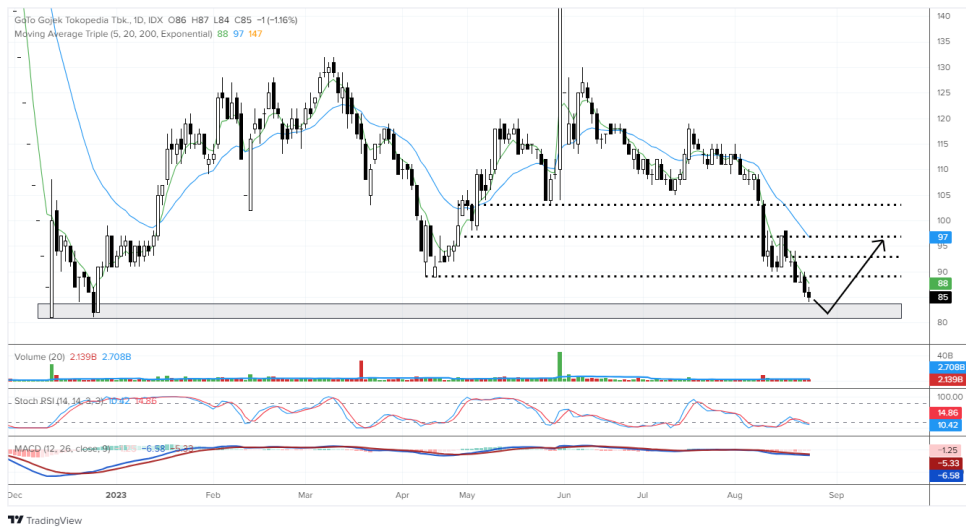 GoTo Gojek Tokopedia Tbk., 1D, IDX O86 H87 L84 C85 −1 (−1.16%)
Moving Average Triple (5, 20, 200, Exponential) 88 97 147
140
135
130
125
120
115
110
105
100
97
95
90
88
85
80
Volume (20) 2.139B 2.708B
40B
2.708B
2.139B
Stoch RSI (14, 14, 3, 3) 10.42 14.86
100.00
14.86
10.42
MACD (12, 26, close, 9) −6.58 −5.33
−1.25
−5.33
−6.58
Dec 2023 Feb Mar Apr May Jun Jul Aug Sep
TradingView